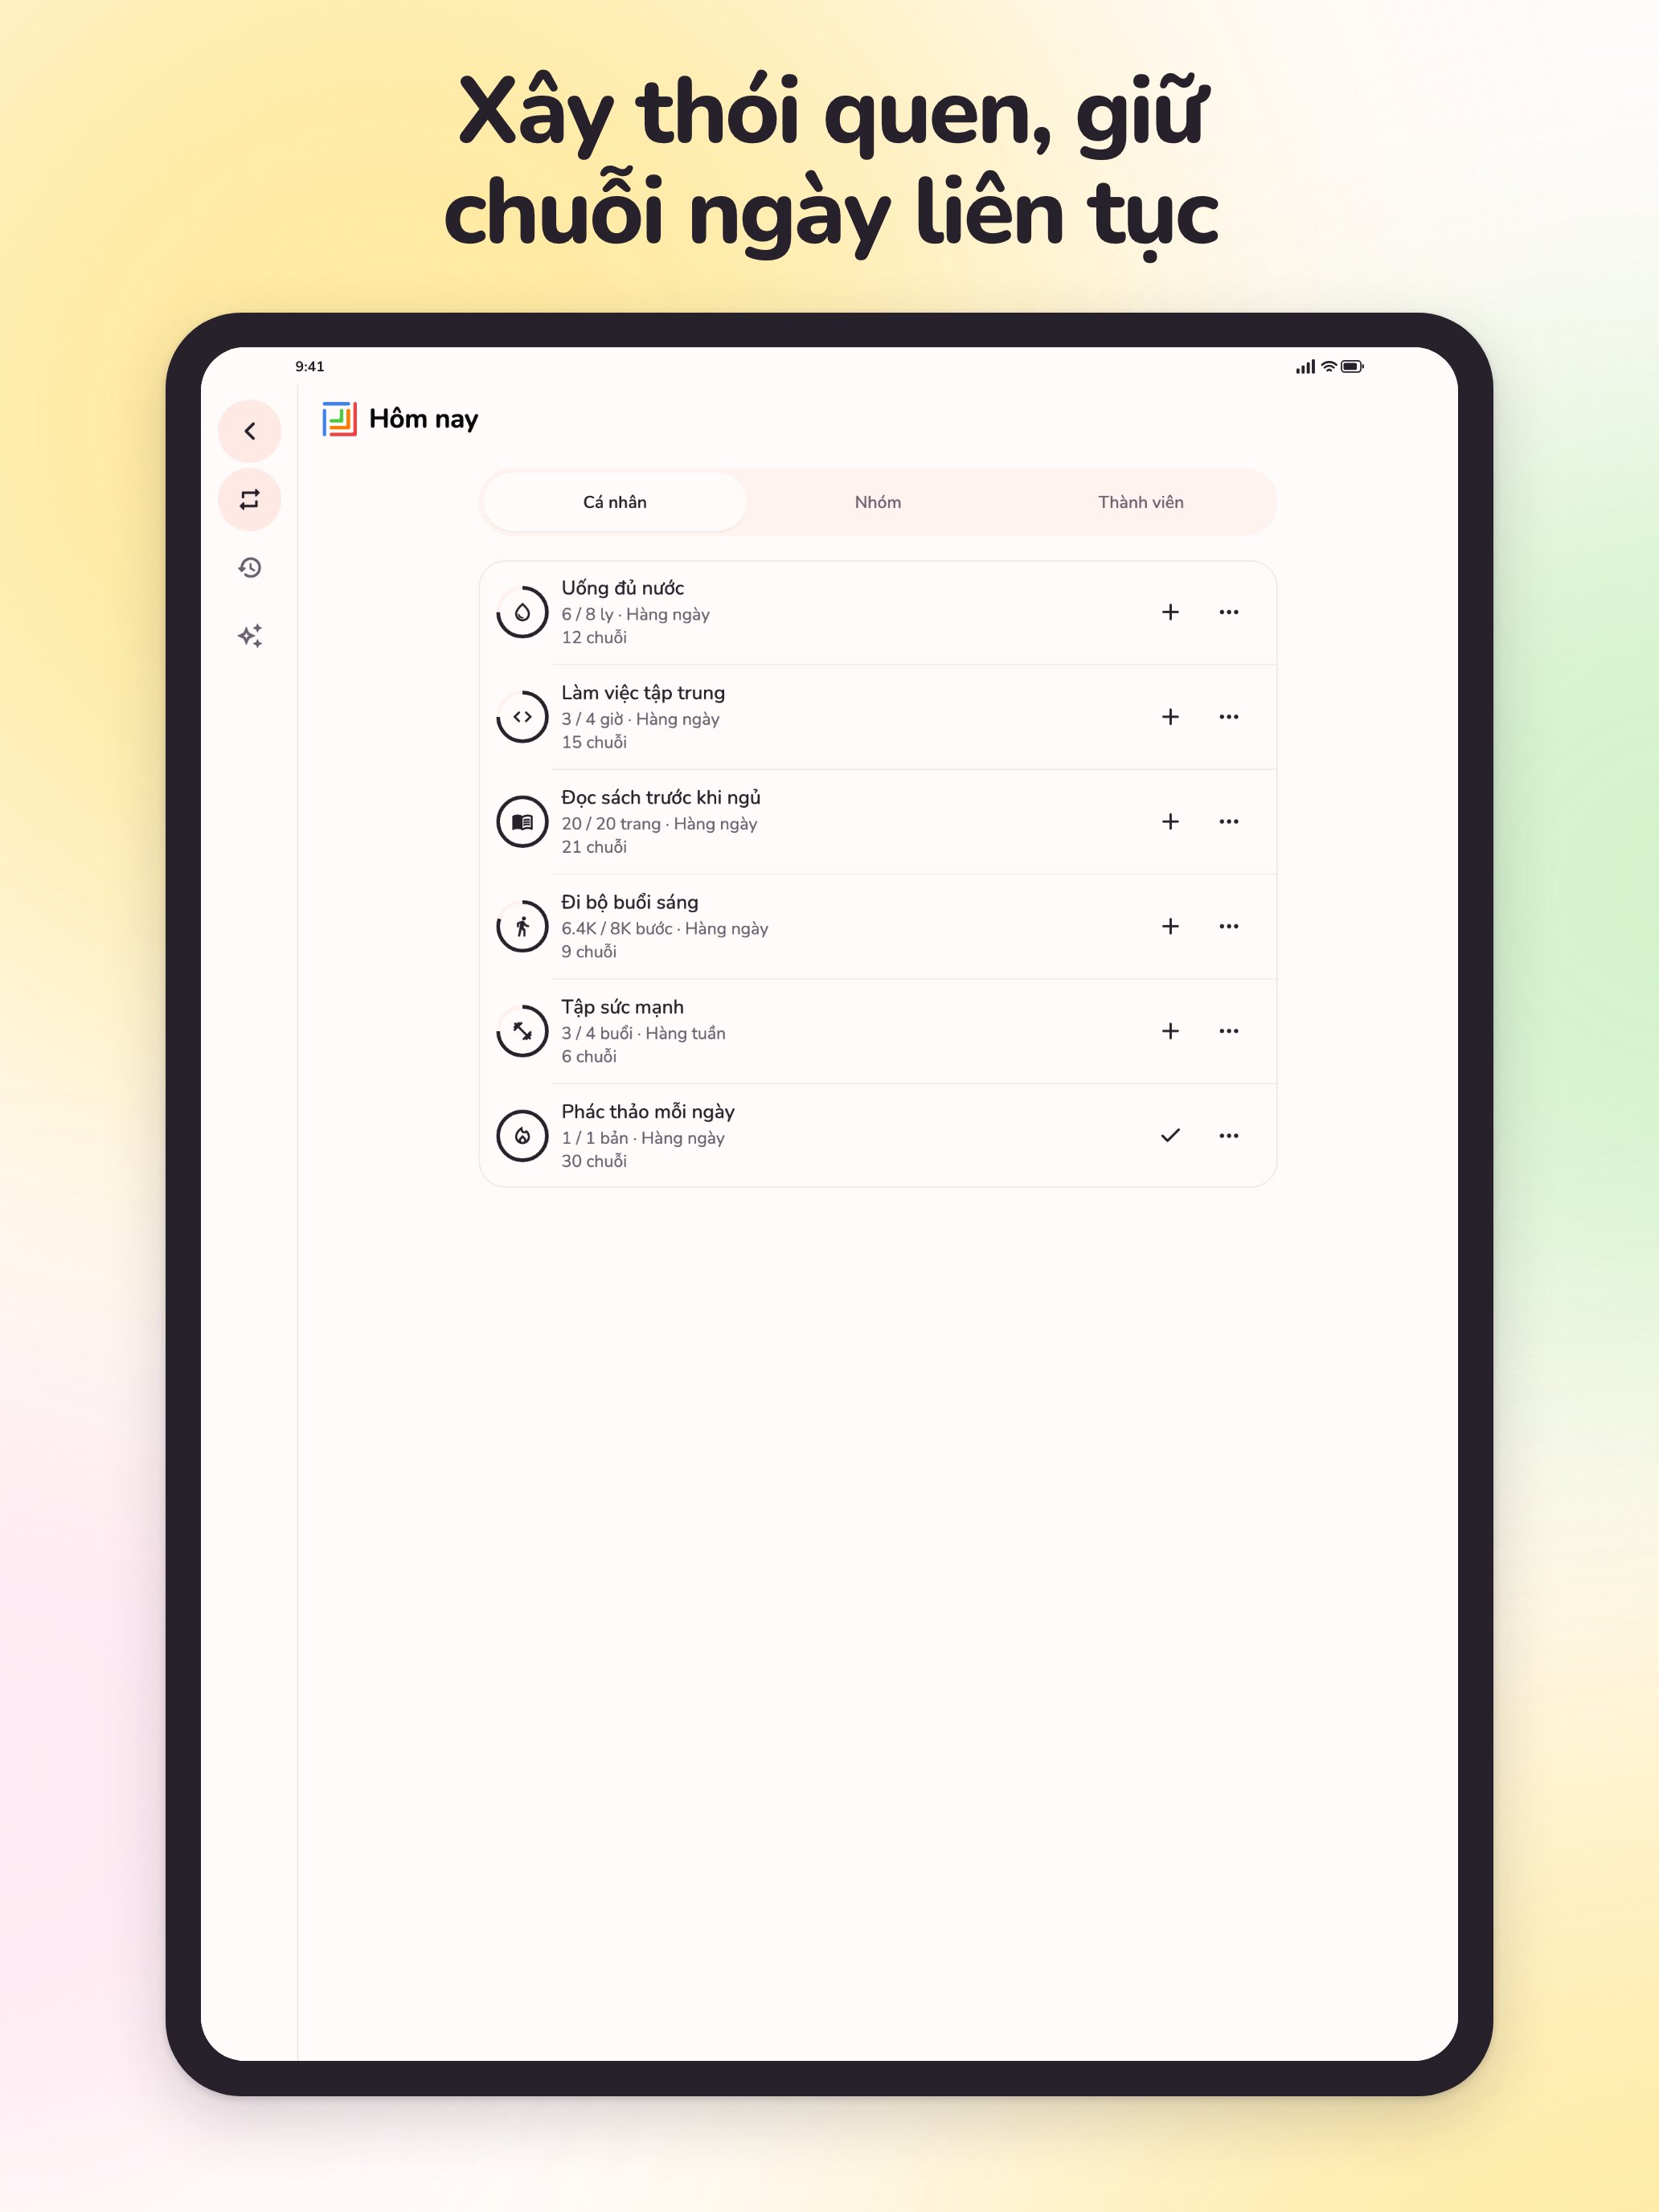 Xây thói quen, giữ
chuỗi ngày liên tục
9:41
Hôm nay
Cá nhân
Nhóm
Thành viên
Uống đủ nước
6 / 8 ly · Hàng ngày
12 chuỗi
Làm việc tập trung
3 / 4 giờ · Hàng ngày
15 chuỗi
Đọc sách trước khi ngủ
20 / 20 trang · Hàng ngày
21 chuỗi
Đi bộ buổi sáng
6.4K / 8K bước · Hàng ngày
9 chuỗi
Tập sức mạnh
3 / 4 buổi · Hàng tuần
6 chuỗi
Phác thảo mỗi ngày
1 / 1 bản · Hàng ngày
30 chuỗi